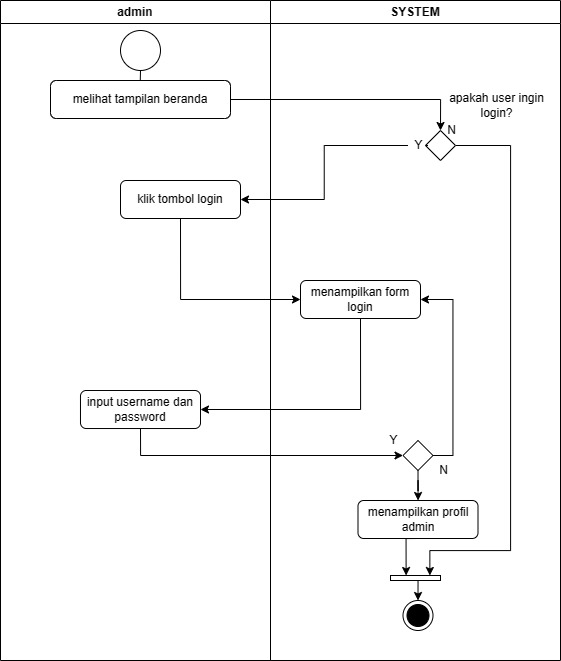 admin
SYSTEM
melihat tampilan beranda
apakah user ingin
login?
N
Y
klik tombol login
menampilkan form
login
input username dan
password
Y
N
menampilkan profil
admin